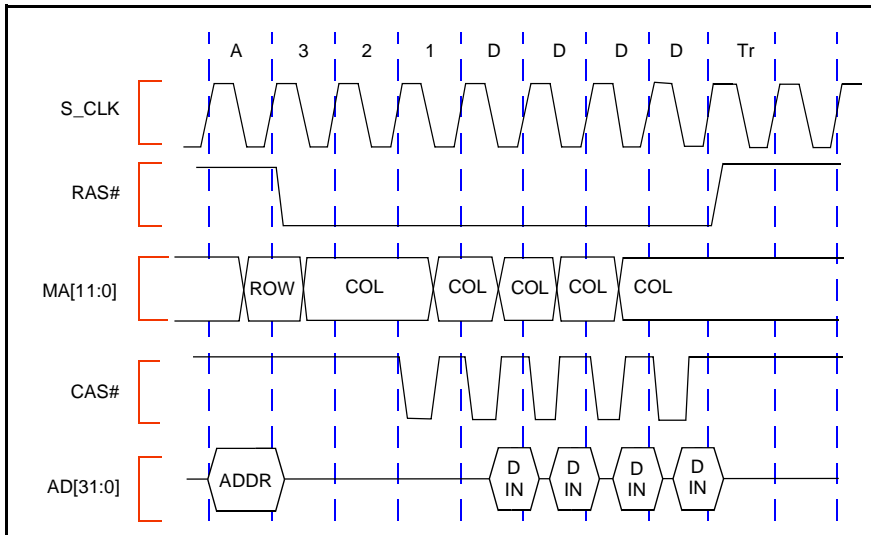 A 3 2 1 D D D D Tr
S_CLK
RAS#
MA[11:0] ROW COL COL COL COL COL
CAS#
AD[31:0] ADDR D IN D IN D IN D IN